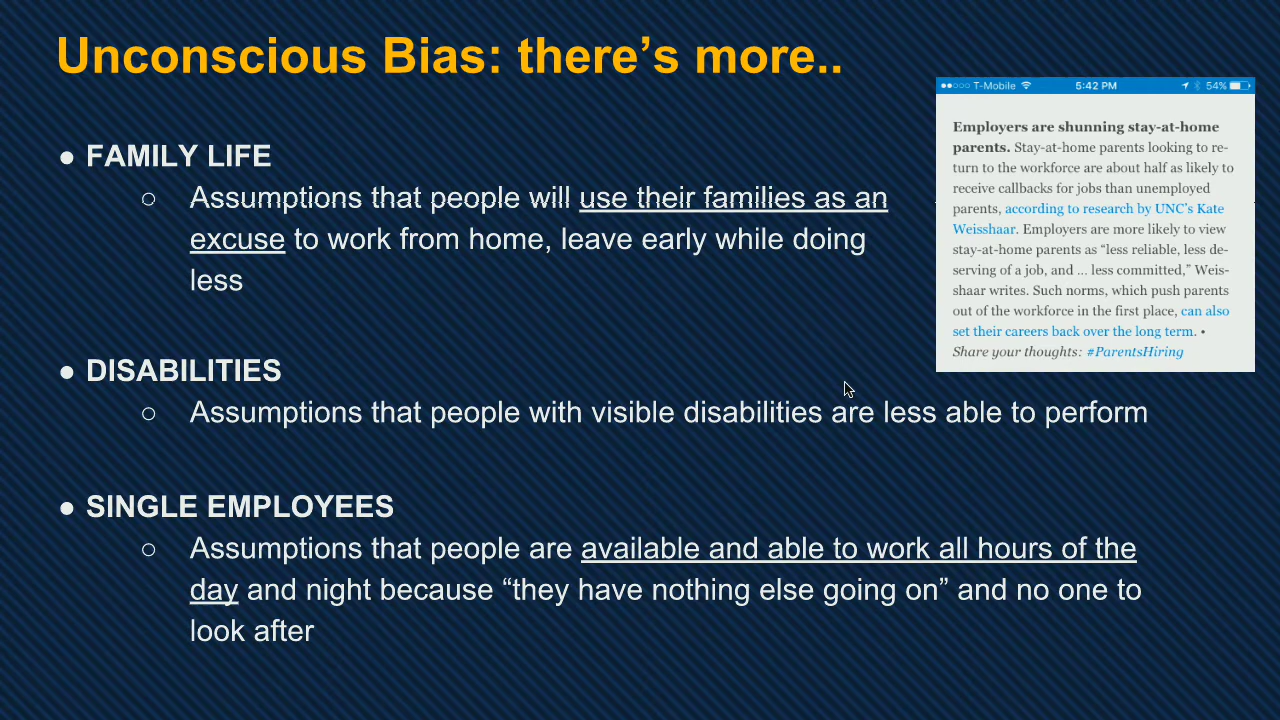 Unconscious Bias: there's more..
● FAMILY LIFE
○ Assumptions that people will use their families as an
excuse to work from home, leave early while doing
less
● DISABILITIES
○ Assumptions that people with visible disabilities are less able to perform
● SINGLE EMPLOYEES
○ Assumptions that people are available and able to work all hours of the
day and night because “they have nothing else going on” and no one to
look after
T-Mobile 5:42 PM 54%
Employers are shunning stay-at-home
parents. Stay-at-home parents looking to re-
turn to the workforce are about half as likely to
receive callbacks for jobs than unemployed
parents, according to research by UNC's Kate
Weisshaar. Employers are more likely to view
stay-at-home parents as “less reliable, less de-
serving of a job, and ... less committed,” Weis-
shaar writes. Such norms, which push parents
out of the workforce in the first place, can also
set their careers back over the long term. •
Share your thoughts: #ParentsHiring